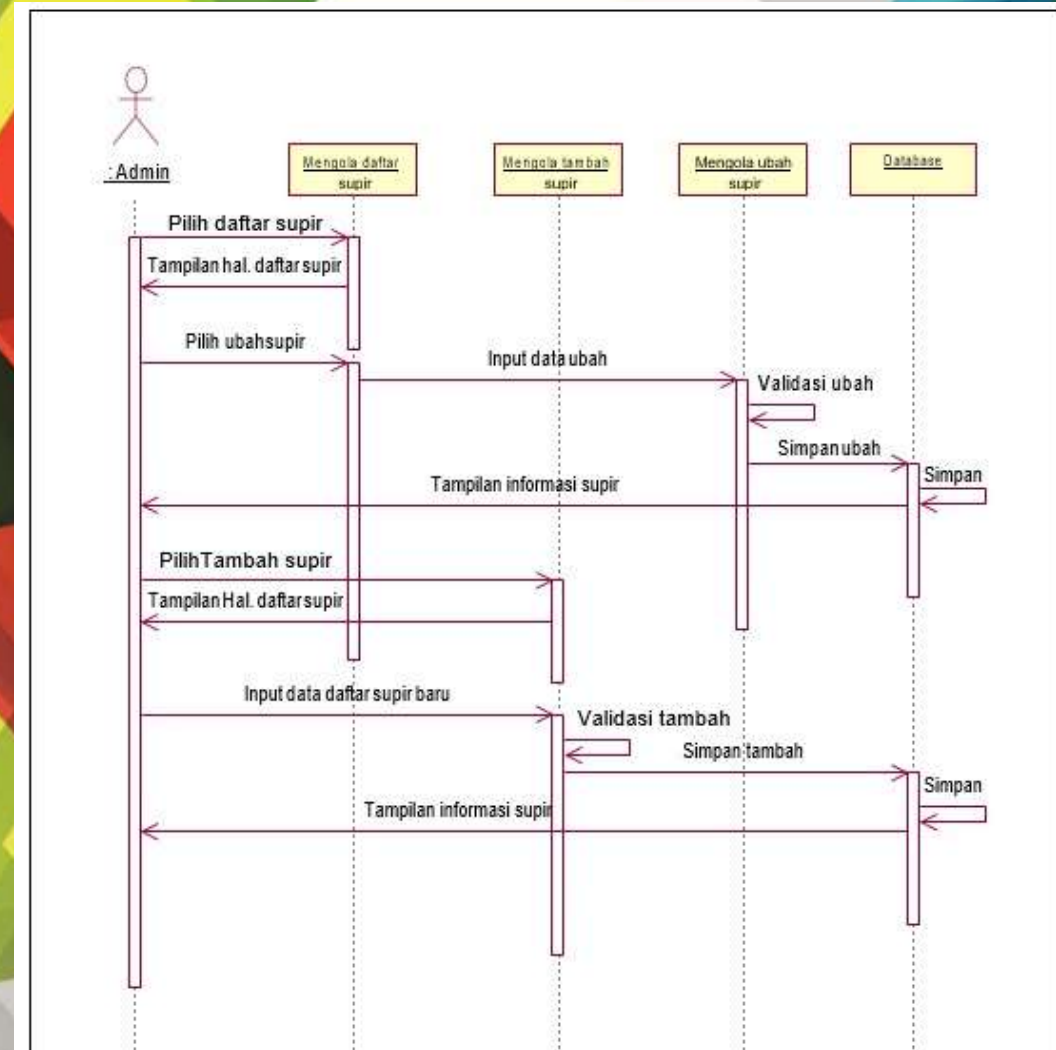 :Admin
Mengola daftar
supir
Mengola tambah
supir
Mengola ubah
supir
Database
Pilih daftar supir
Tampilan hal. daftar supir
Pilih ubahsupir
Input data ubah
Validasi ubah
Simpan ubah
Simpan
Tampilan informasi supir
PilihTambah supir
Tampilan Hal. daftar supir
Input data daftar supir baru
Validasi tambah
Simpan tambah
Simpan
Tampilan informasi supir